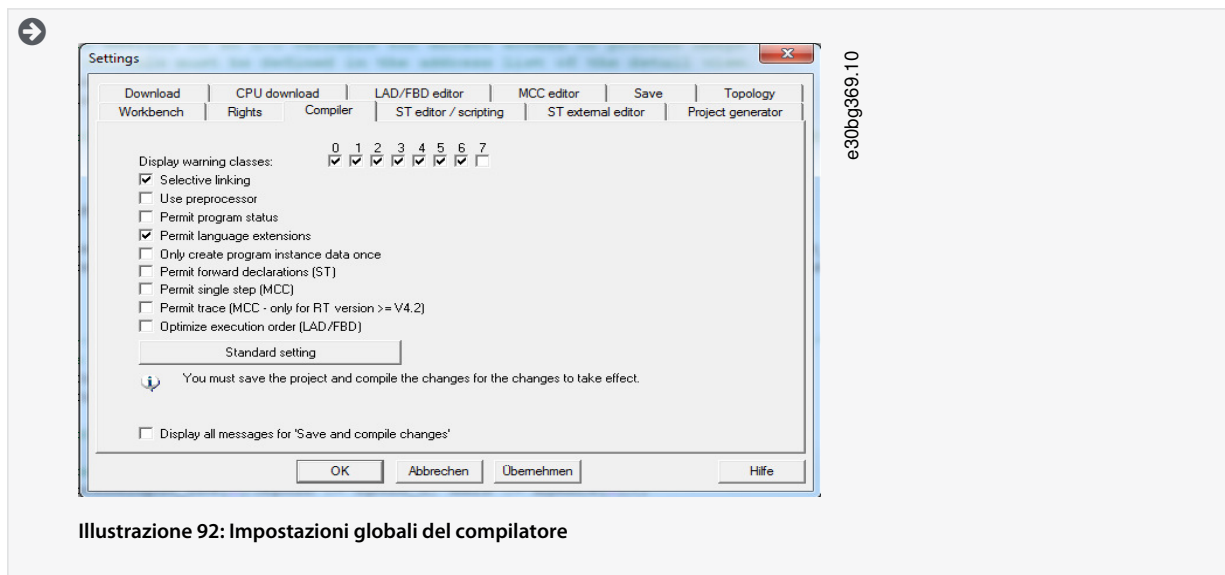 Settings
Download CPU download LAD/FBD editor MCC editor Save Topology
Workbench Rights Compiler ST editor / scripting ST external editor Project generator
0 1 2 3 4 5 6 7
Display warning classes:
Selective linking
Use preprocessor
Permit program status
Permit language extensions
Only create program instance data once
Permit forward declarations (ST)
Permit single step (MCC)
Permit trace (MCC - only for RT version >= V4.2)
Optimize execution order (LAD/FBD)
Standard setting
You must save the project and compile the changes for the changes to take effect.
Display all messages for 'Save and compile changes'
OK Abbrechen Übernehmen Hilfe
e30bg369.10
Illustrazione 92: Impostazioni globali del compilatore